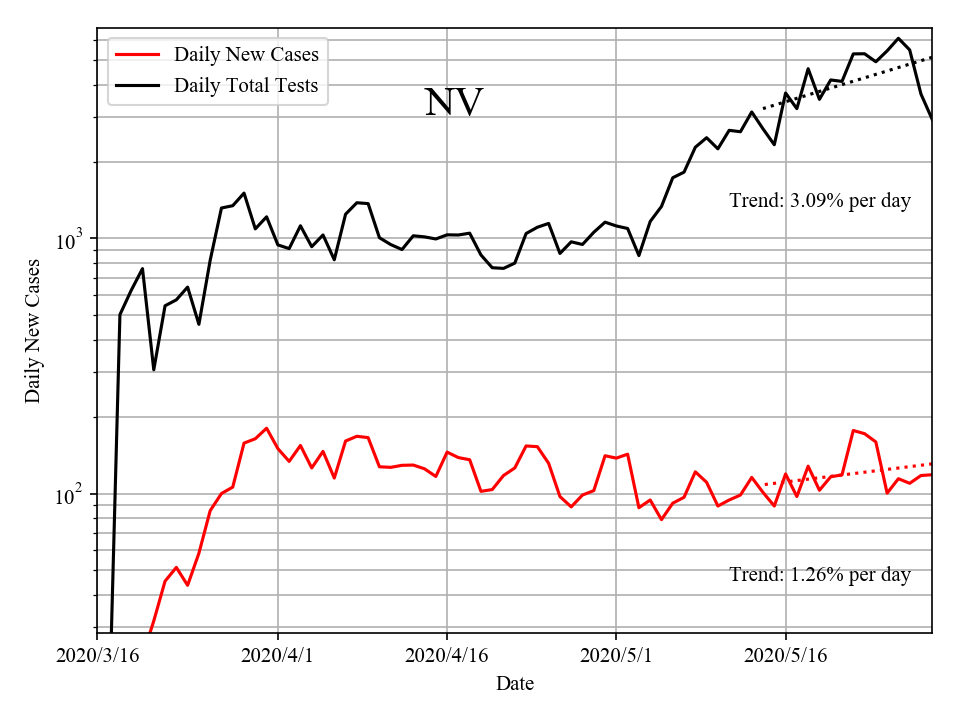 Daily New Cases
Daily Total Tests
NV
Trend: 3.09% per day
10³
Daily New Cases
10²
Trend: 1.26% per day
2020/3/16 2020/4/1 2020/4/16 2020/5/1 2020/5/16
Date